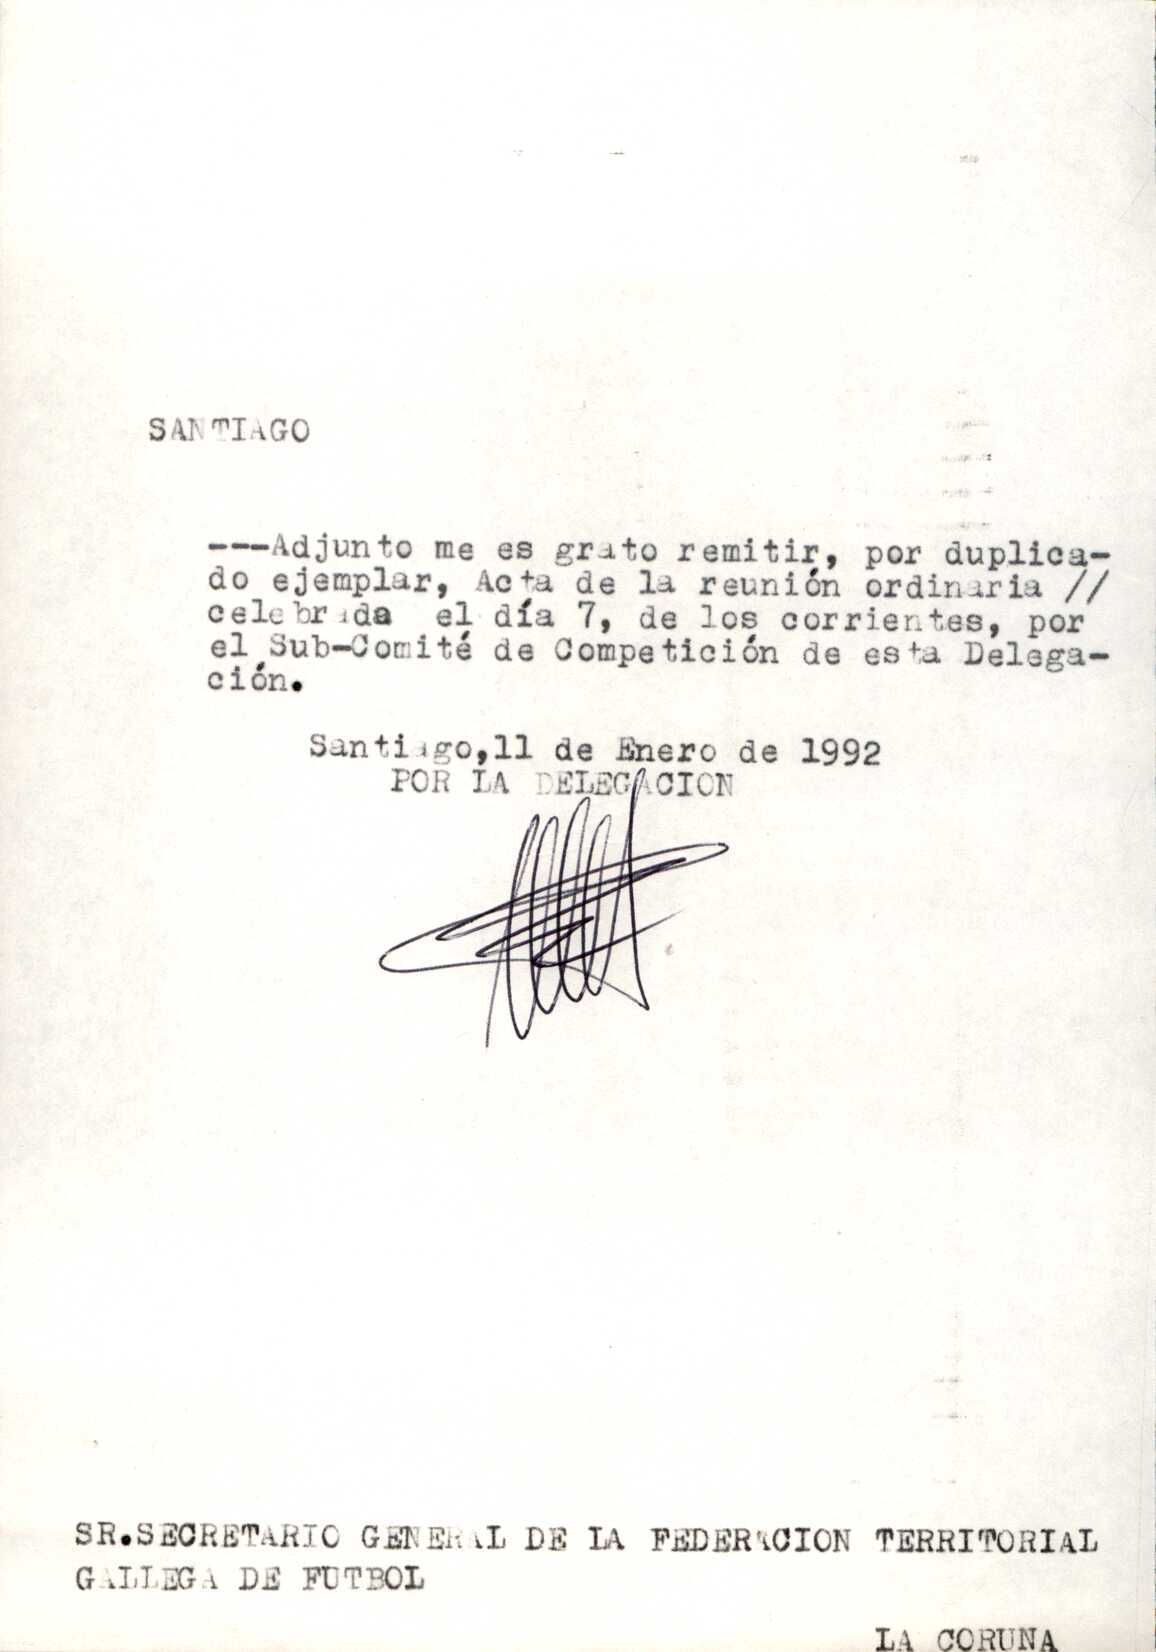 SANTIAGO
---Adjunto me es grato remitir, por duplica-
do ejemplar, Acta de la reunión ordinaria //
celebrada el día 7, de los corrientes, por
el Sub-Comité de Competición de esta Delega-
ción.
Santiago,11 de Enero de 1992
POR LA DELEGACION
SR.SECRETARIO GENERAL DE LA FEDERACION TERRITORIAL
GALLEGA DE FUTBOL
LA CORUNA